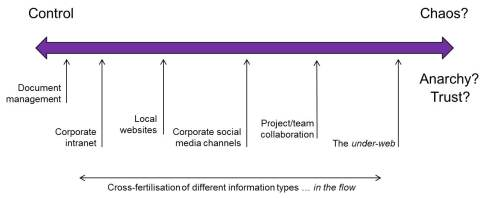 Control
Chaos?
Anarchy?
Trust?
Document
management
Corporate
intranet
Local
websites
Corporate social
media channels
Project/team
collaboration
The under-web
Cross-fertilisation of different information types … in the flow